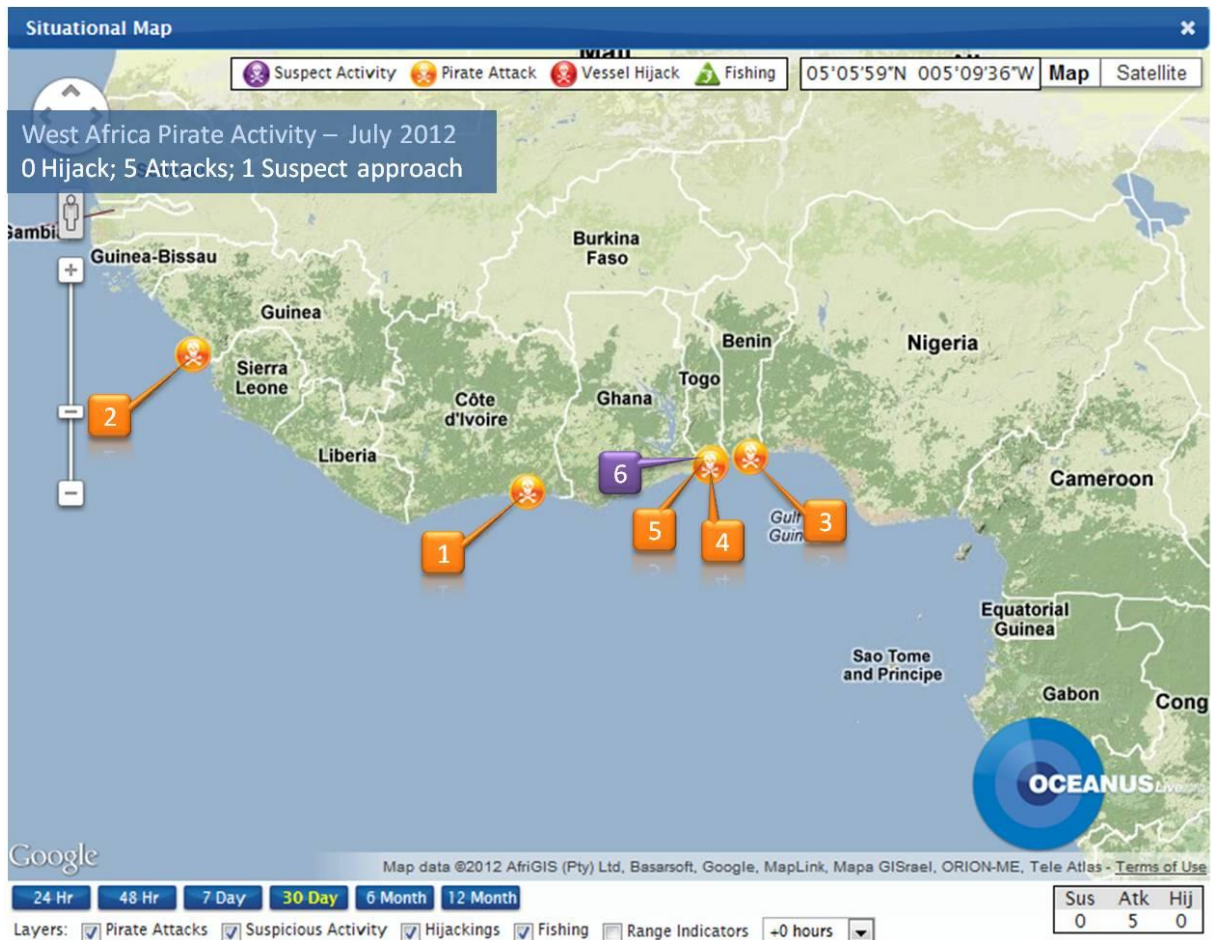 Situational Map
Suspect Activity Pirate Attack Vessel Hijack Fishing
05°05'59"N 005°09'36"W Map Satellite
West Africa Pirate Activity – July 2012
0 Hijack; 5 Attacks; 1 Suspect approach
Guinea-Bissau
Burkina
Faso
Guinea
Benin
Nigeria
Sierra
Leone
Togo
Côte
d'Ivoire
Ghana
2
Liberia
6
Cameroon
1
5
4
3
Equatorial
Guinea
Sao Tome
and Principe
Gabon
Cong
OCEANUS
Google
Map data ©2012 AfriGIS (Pty) Ltd, Basarsoft, Google, MapLink, Mapa GISrael, ORION-ME, Tele Atlas - Terms of Use
24 Hr 48 Hr 7 Day 30 Day 6 Month 12 Month
Sus Atk Hij
0 5 0
Layers: Pirate Attacks Suspicious Activity Hijackings Fishing Range Indicators +0 hours